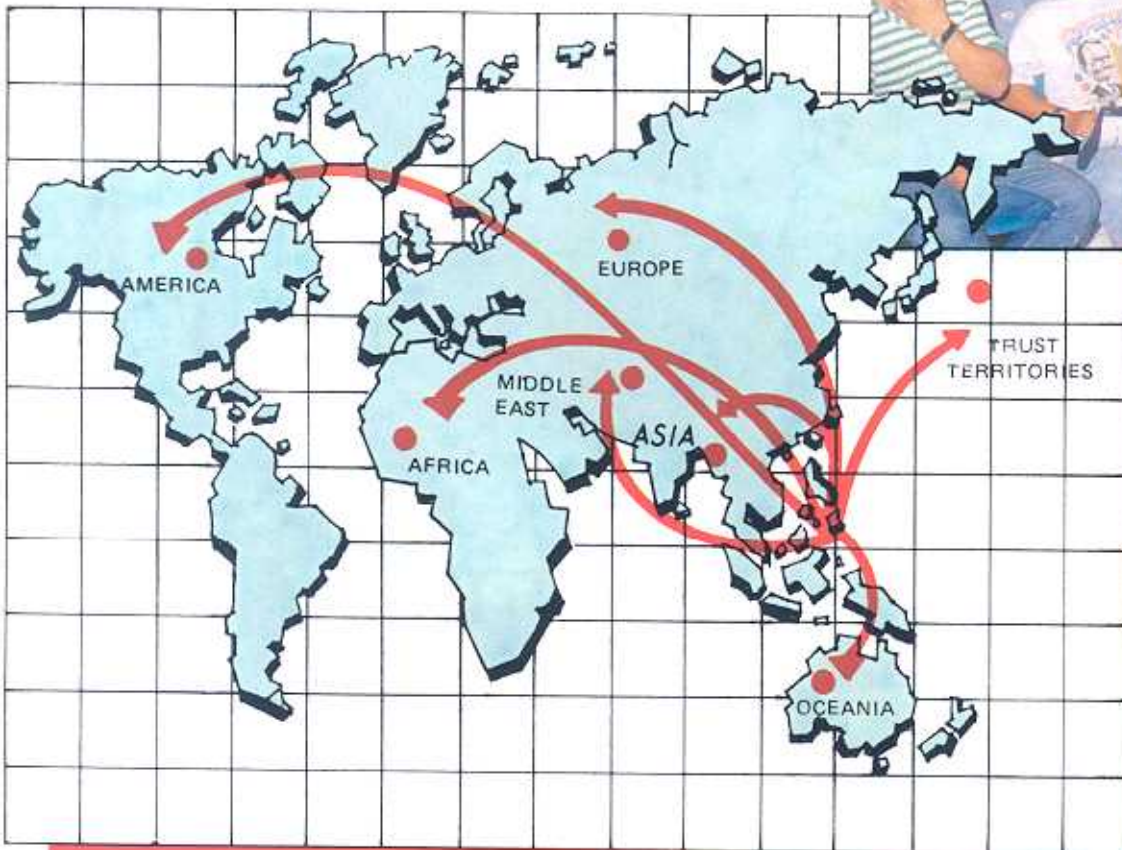 AMERICA
EUROPE
TRUST
TERRITORIES
MIDDLE
EAST
ASIA
AFRICA
OCEANIA